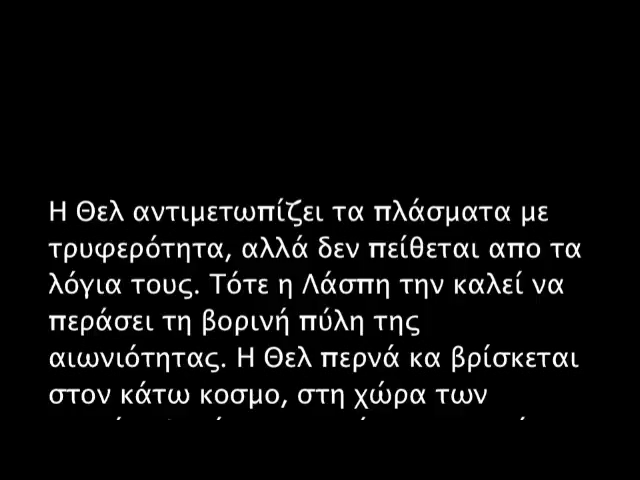 Η Θελ αντιμετωπίζει τα πλάσματα με
τρυφερότητα, αλλά δεν πείθεται απο τα
λόγια τους. Τότε η Λάσπη την καλεί να
περάσει τη βορινή πύλη της
αιωνιότητας. Η Θελ περνά κα βρίσκεται
στον κάτω κοσμο, στη χώρα των